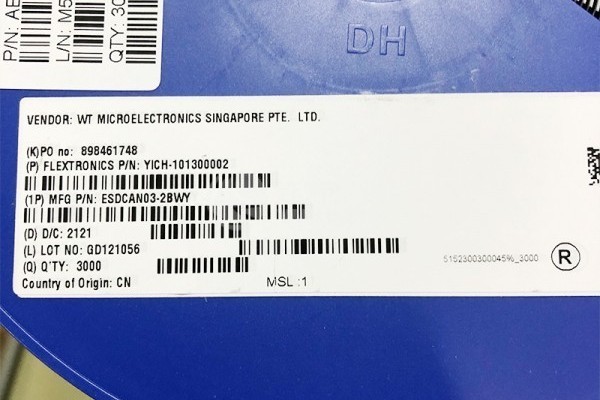 P/N: AE
L/N: M5
QTY: 30
DH
VENDOR: WT MICROELECTRONICS SINGAPORE PTE. LTD.
(K)PO no: 898461748
(P) FLEXTRONICS P/N: YICH-101300002
(1P) MFG P/N: ESDCAN03-2BWY
(D) D/C: 2121
(L) LOT NO: GD121056
(Q) Q'TY: 3000
Country of Origin: CN
MSL :1
5152300300045%_3000
R